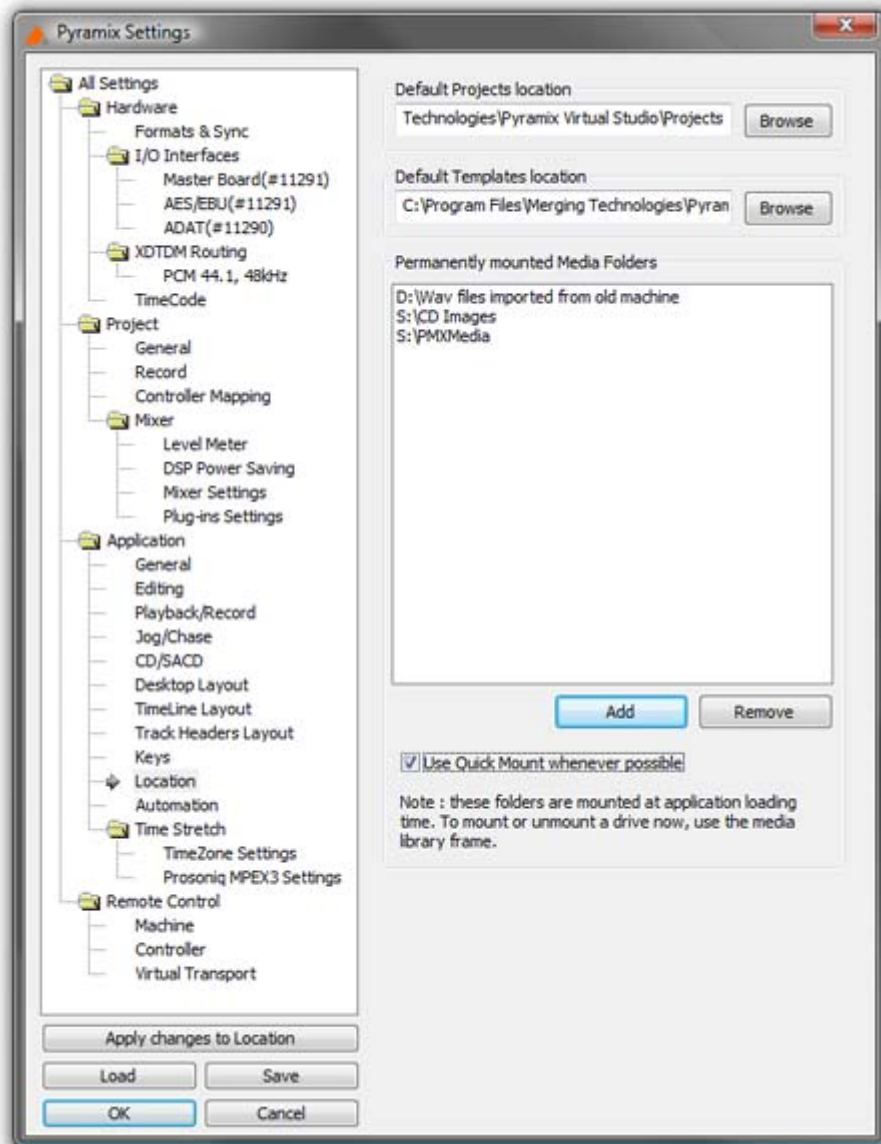 Pyramix Settings
All Settings
Hardware
Formats & Sync
I/O Interfaces
Master Board(#11291)
AES/EBU(#11291)
ADAT(#11290)
XDTDM Routing
PCM 44.1, 48kHz
TimeCode
Project
General
Record
Controller Mapping
Mixer
Level Meter
DSP Power Saving
Mixer Settings
Plug-ins Settings
Application
General
Editing
Playback/Record
Jog/Chase
CD/SACD
Desktop Layout
TimeLine Layout
Track Headers Layout
Keys
Location
Automation
Time Stretch
TimeZone Settings
Prosoniq MPEX3 Settings
Remote Control
Machine
Controller
Virtual Transport
Apply changes to Location
Load Save
OK Cancel
Default Projects location
Technologies\Pyramix Virtual Studio\Projects Browse
Default Templates location
C:\Program Files\Merging Technologies\Pyran Browse
Permanently mounted Media Folders
D:\Wav files imported from old machine
S:\CD Images
S:\PMXMedia
Add Remove
Use Quick Mount whenever possible
Note : these folders are mounted at application loading
time. To mount or unmount a drive now, use the media
library frame.